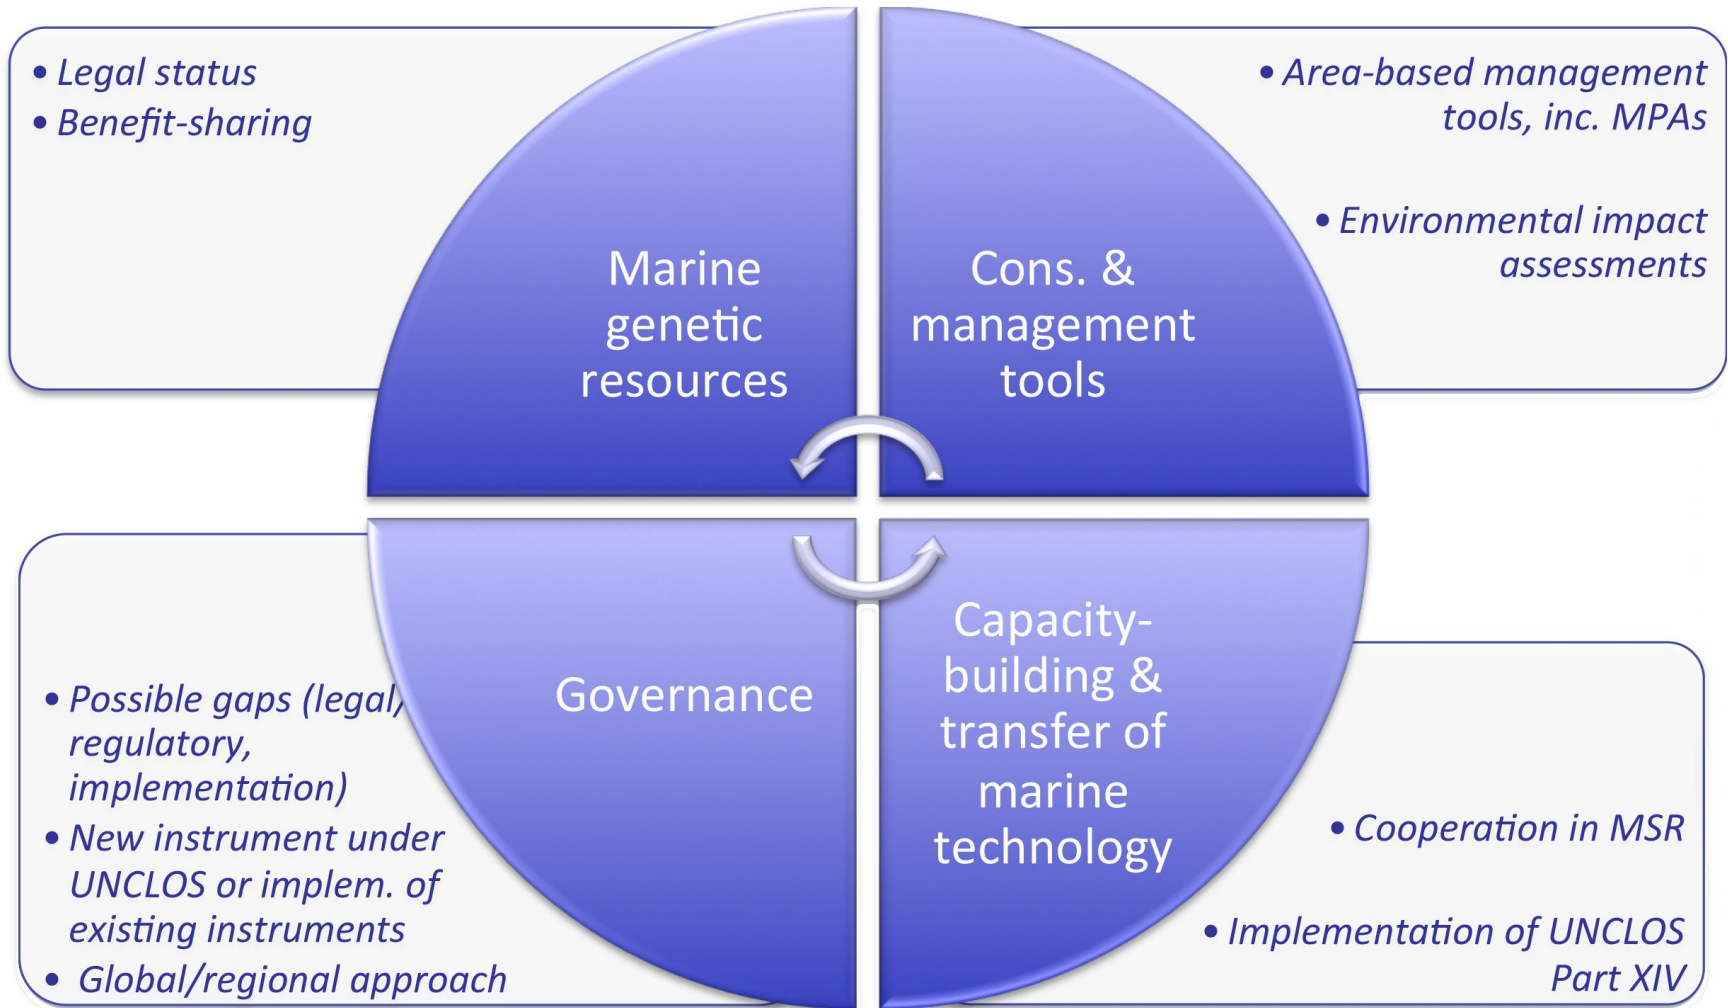 • Legal status
• Benefit-sharing
Marine
genetic
resources
Cons. &
management
tools
• Area-based management
tools, inc. MPAs
• Environmental impact
assessments
• Possible gaps (legal/
regulatory,
implementation)
• New instrument under
UNCLOS or implem. of
existing instruments
• Global/regional approach
Governance
Capacity-
building &
transfer of
marine
technology
• Cooperation in MSR
• Implementation of UNCLOS
Part XIV